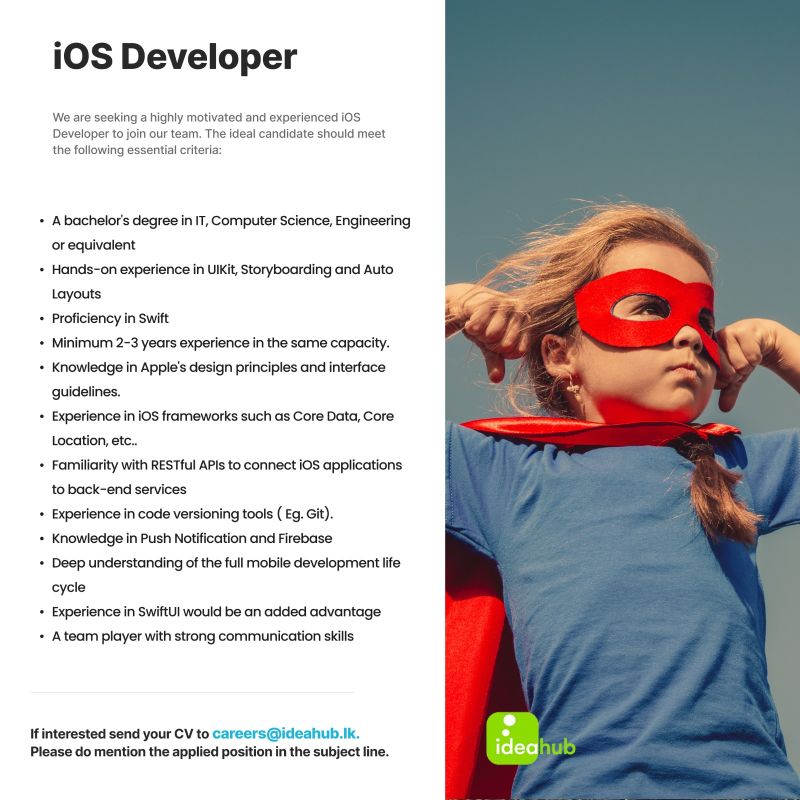 iOS Developer
We are seeking a highly motivated and experienced iOS
Developer to join our team. The ideal candidate should meet
the following essential criteria:
• A bachelor's degree in IT, Computer Science, Engineering
or equivalent
• Hands-on experience in UIKit, Storyboarding and Auto
Layouts
• Proficiency in Swift
• Minimum 2-3 years experience in the same capacity.
• Knowledge in Apple's design principles and interface
guidelines.
• Experience in iOS frameworks such as Core Data, Core
Location, etc..
• Familiarity with RESTful APIs to connect iOS applications
to back-end services
• Experience in code versioning tools ( Eg. Git).
• Knowledge in Push Notification and Firebase
• Deep understanding of the full mobile development life
cycle
• Experience in SwiftUI would be an added advantage
• A team player with strong communication skills
If interested send your CV to careers@ideahub.lk.
Please do mention the applied position in the subject line.
ideahub